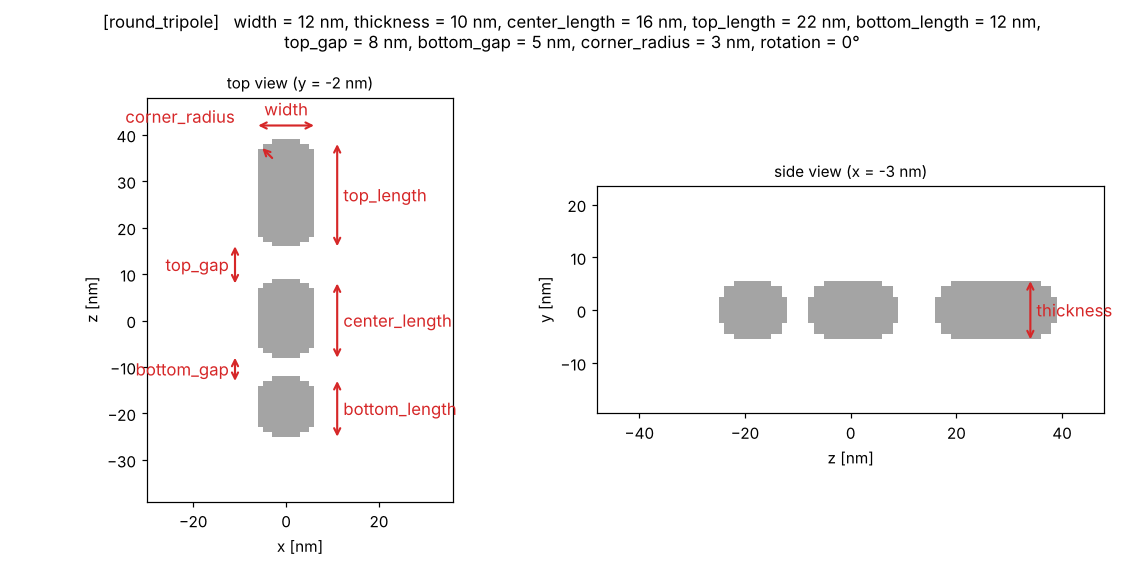 [round_tripole]   width = 12 nm, thickness = 10 nm, center_length = 16 nm, top_length = 22 nm, bottom_length = 12 nm,
top_gap = 8 nm, bottom_gap = 5 nm, corner_radius = 3 nm, rotation = 0°
top view (y = -2 nm)
corner_radius
width
top_length
top_gap
center_length
bottom_gap
bottom_length
40
30
20
10
0
−10
−20
−30
z [nm]
−20
0
20
x [nm]
side view (x = -3 nm)
thickness
20
10
0
−10
y [nm]
−40
−20
0
20
40
z [nm]